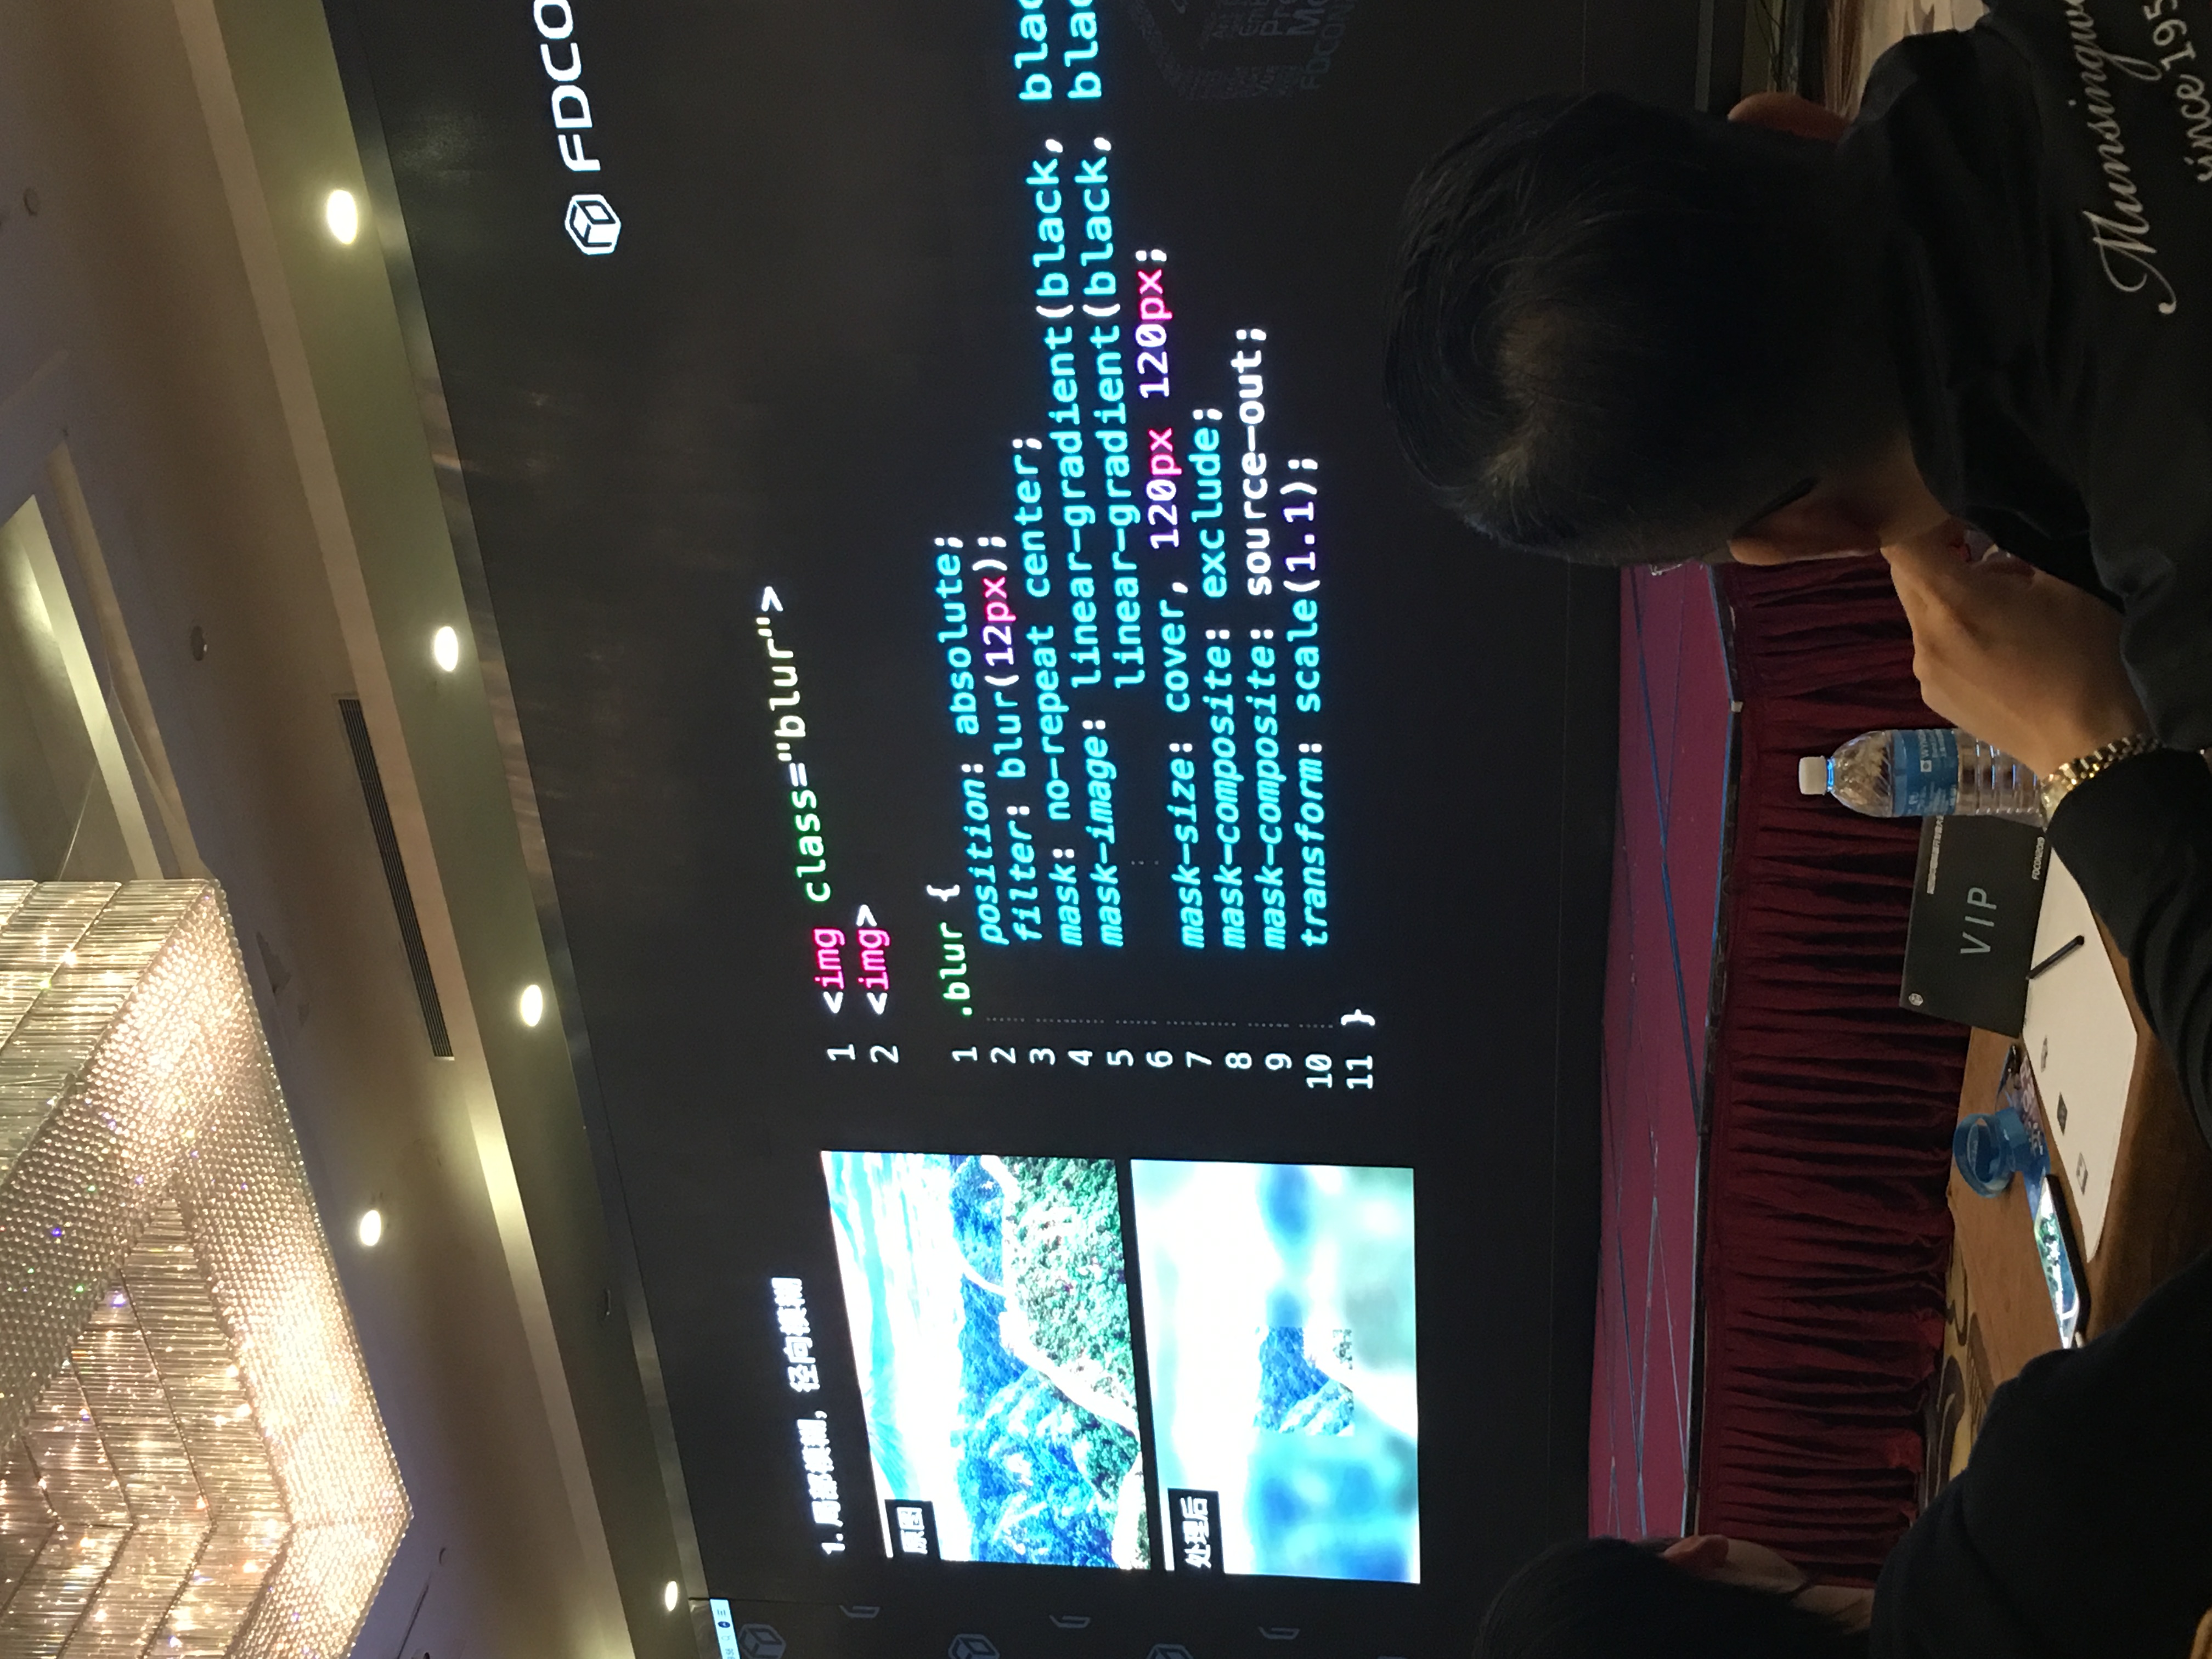 FDCO
1. 局部模糊，径向模糊
原图
处理后
1 <img class="blur">
2 <img>
1 .blur {
2 position: absolute;
3 filter: blur(12px);
4 mask: no-repeat center;
5 mask-image: linear-gradient(black, blac
6 linear-gradient(black, blac
7 mask-size: cover, 120px 120px;
8 mask-composite: exclude;
9 mask-composite: source-out;
10 transform: scale(1.1);
11 }
VIP
FDCON2019
Munsingw
since 195